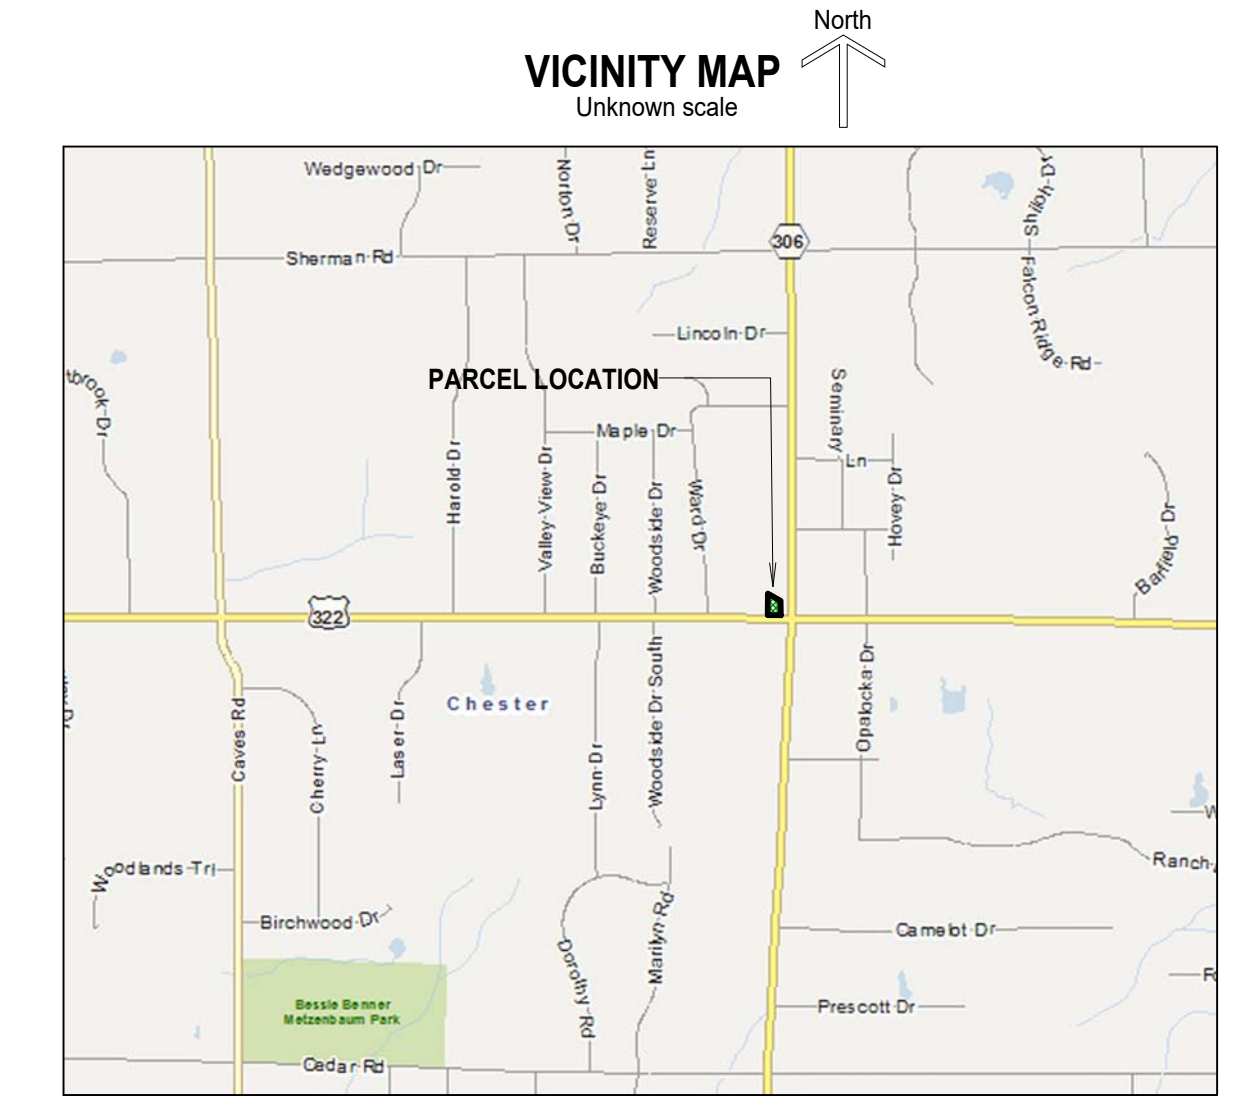 North
VICINITY MAP
Unknown scale
Wedgewood Dr
Norton Dr
Reserve Ln
Shiloh Dr
306
Sherman Rd
Falcon Ridge Rd
Lincoln Dr
PARCEL LOCATION
tbrook Dr
Seminary
Ln
Maple Dr
Harold Dr
Valley View Dr
Buckeye Dr
Woodside Dr
Ward Dr
Hovey Dr
Barfield Dr
322
Chester
Caves Rd
Cherry Ln
Laser Dr
Lynn Dr
Woodside Dr South
Opalocka Dr
W
Ranch
Woodlands Trl
Birchwood Dr
Camelot Dr
Marilyn Rd
Dorothy Rd
R
Bessie Benner
Metzenbaum Park
Prescott Dr
Cedar Rd